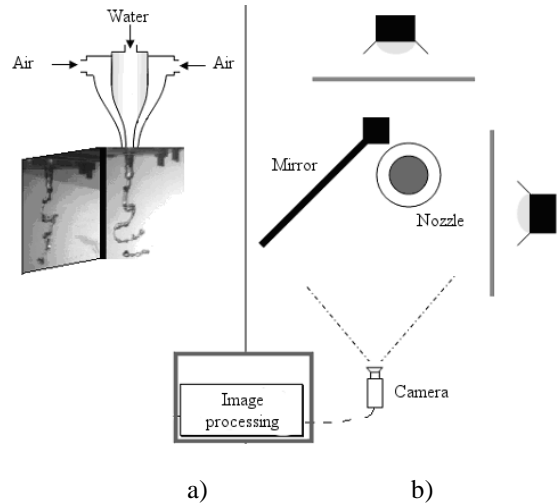 Water
Air
Air
Mirror
Nozzle
Camera
Image
processing
a)
b)